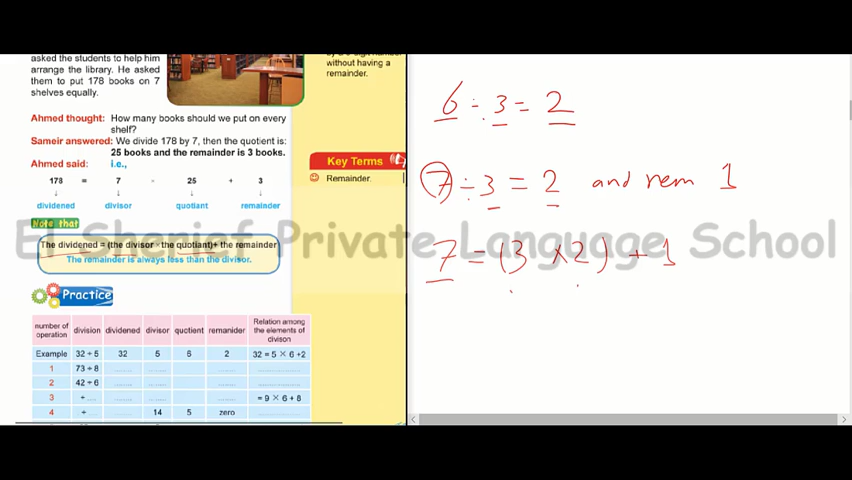 asked the students to help him
arrange the library. He asked
them to put 178 books on 7
shelves equally.
without having a
remainder.
Ahmed thought: How many books should we put on every
shelf?
Sameir answered: We divide 178 by 7, then the quotient is:
25 books and the remainder is 3 books.
Ahmed said: i.e.,
178 = 7 - 25 + 3
↓ ↓ ↓ ↓
dividened divisor quotiant remainder
Key Terms
Remainder.
Note that
The dividened = (the divisor × the quotiant)+ the remainder
The remainder is always less than the divisor.
Practice
number of operation division dividened divisor quotient remanider Relation among the elements of divison
Example 32 ÷ 5 32 5 6 2 32 = 5 × 6 +2
1 73 ÷ 8
2 42 ÷ 6
3 ÷ = 9 × 6 + 8
4 ÷ 14 5 zero
6 ÷ 3 = 2
7 ÷ 3 = 2 and rem 1
7 = (3 × 2) + 1
El Sherief Private Language School